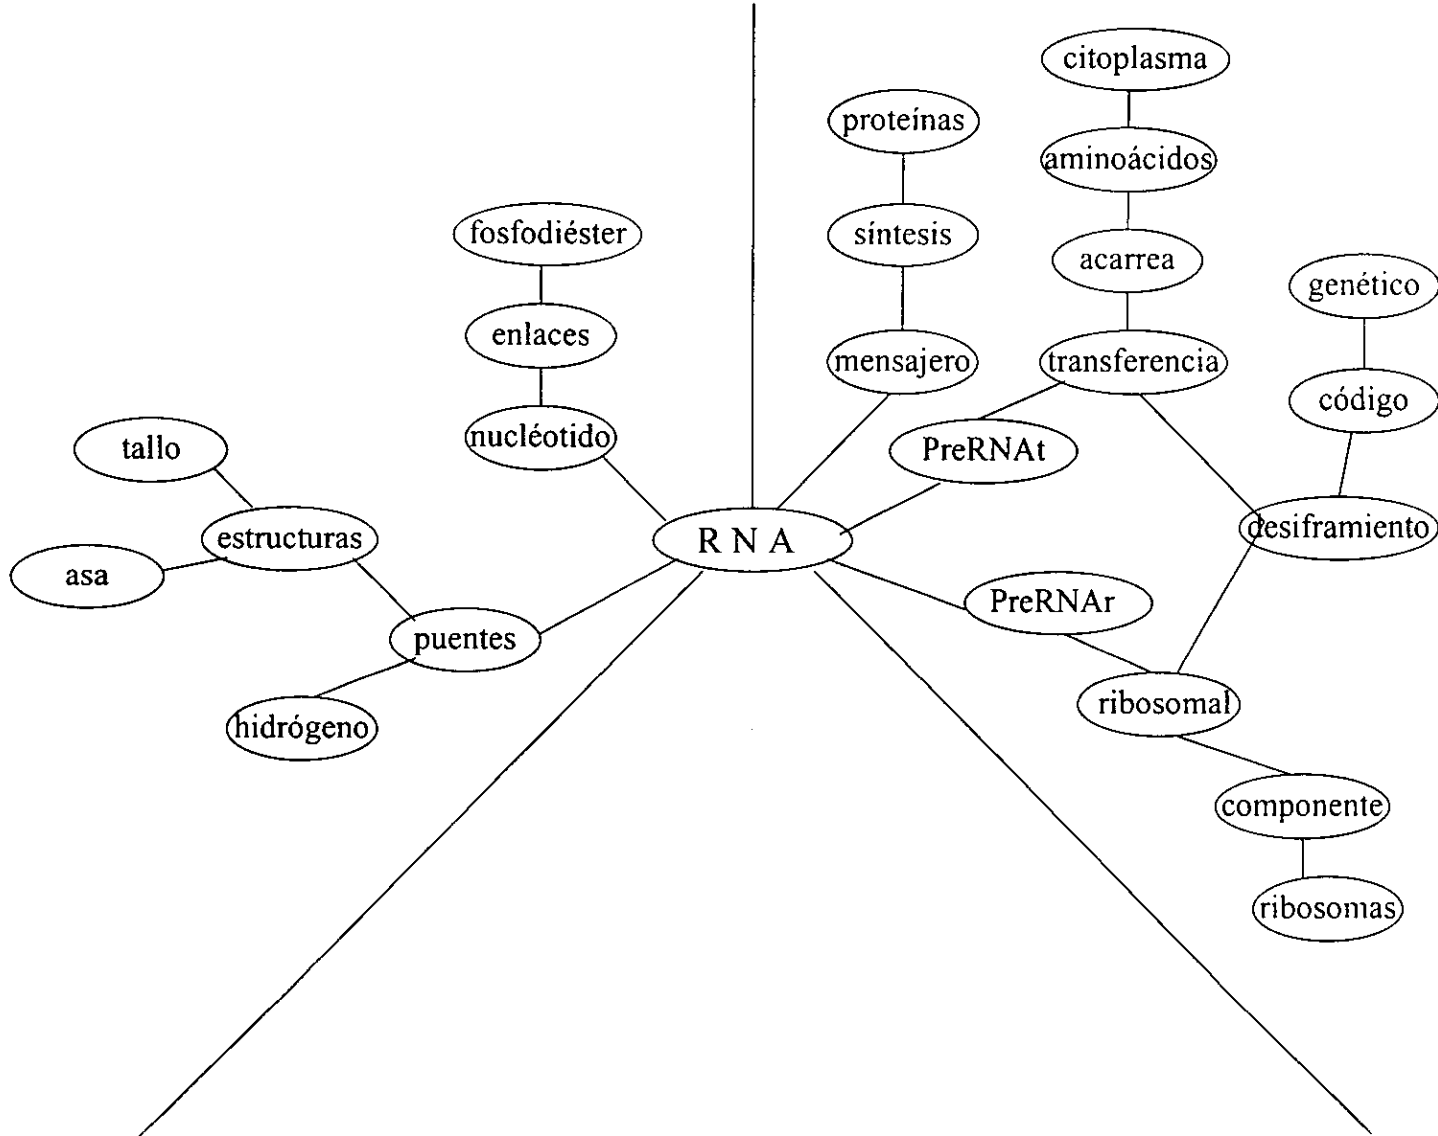 citoplasma
proteínas
aminoácidos
fosfodiéster
síntesis
acarrea
genético
enlaces
mensajero
transferencia
código
nucléotido
tallo
PreRNAt
estructuras
R N A
desiframiento
asa
PreRNAr
puentes
ribosomal
hidrógeno
componente
ribosomas